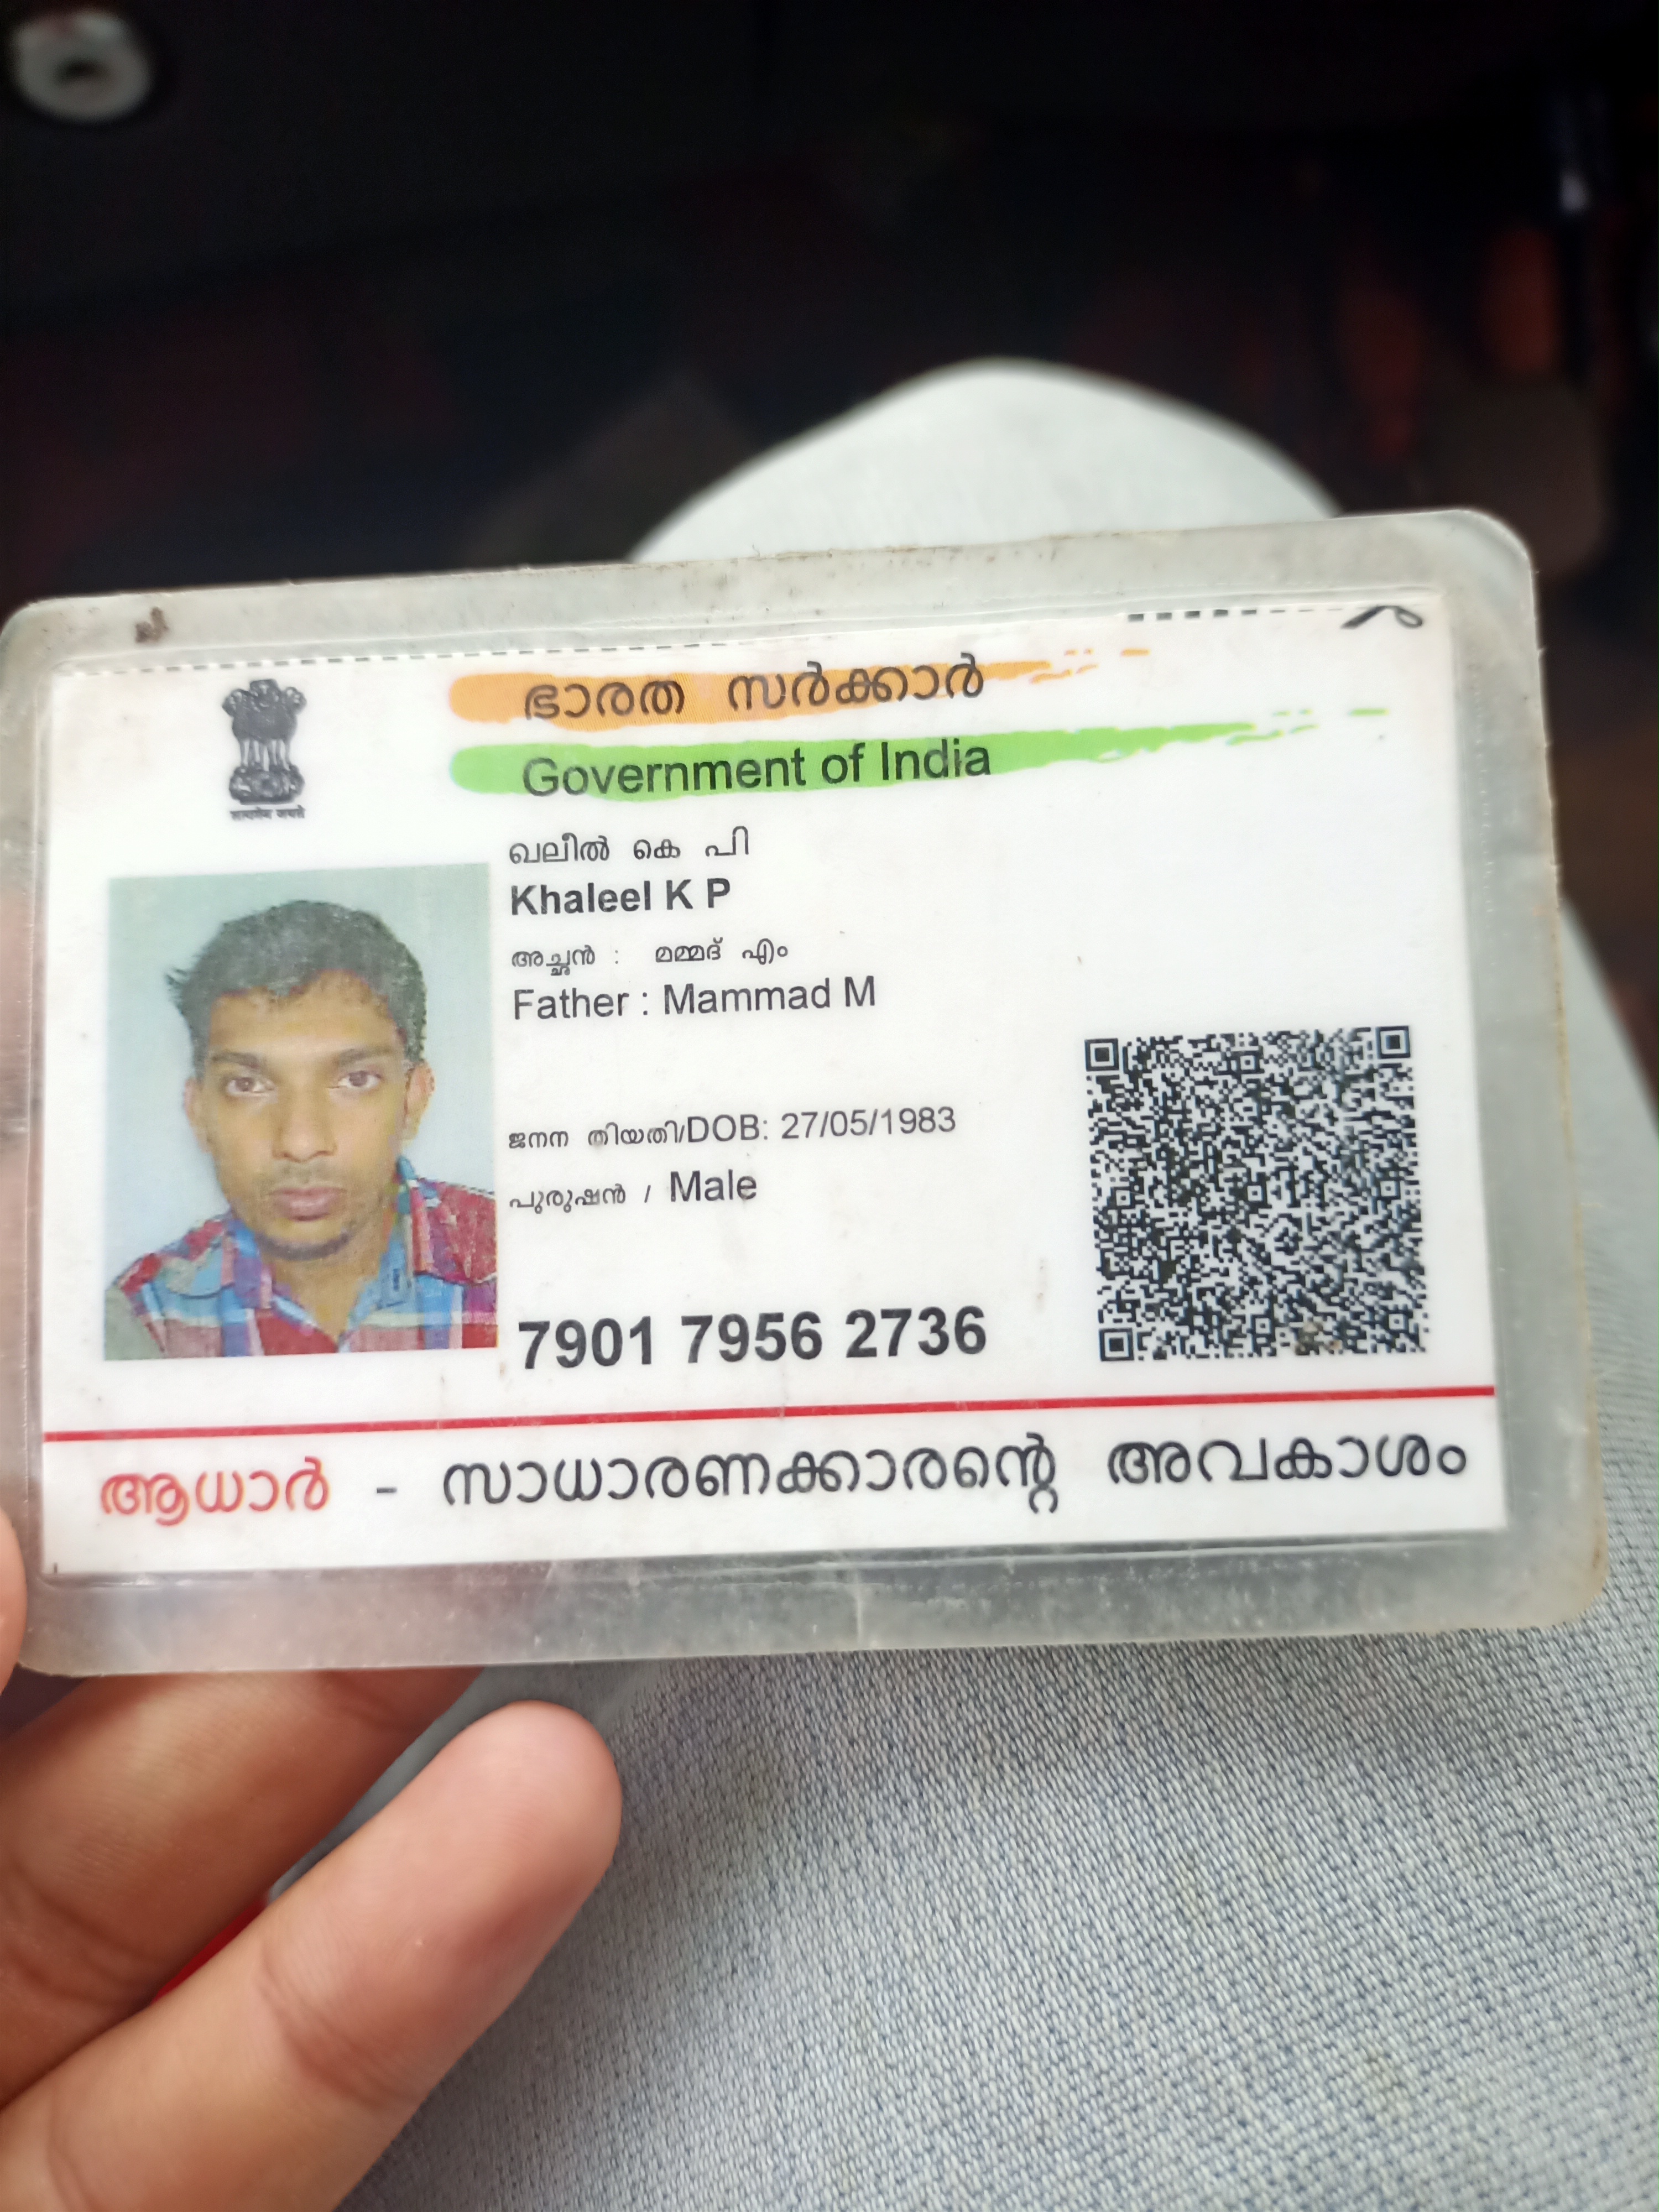 ഭാരത സർക്കാർ
Government of India
ഖലീൽ കെ പി
Khaleel K P
അച്ഛൻ : മമ്മദ് എം
Father : Mammad M
ജനന തിയതി/DOB: 27/05/1983
പുരുഷൻ / Male
7901 7956 2736
ആധാർ - സാധാരണക്കാരന്റെ അവകാശം